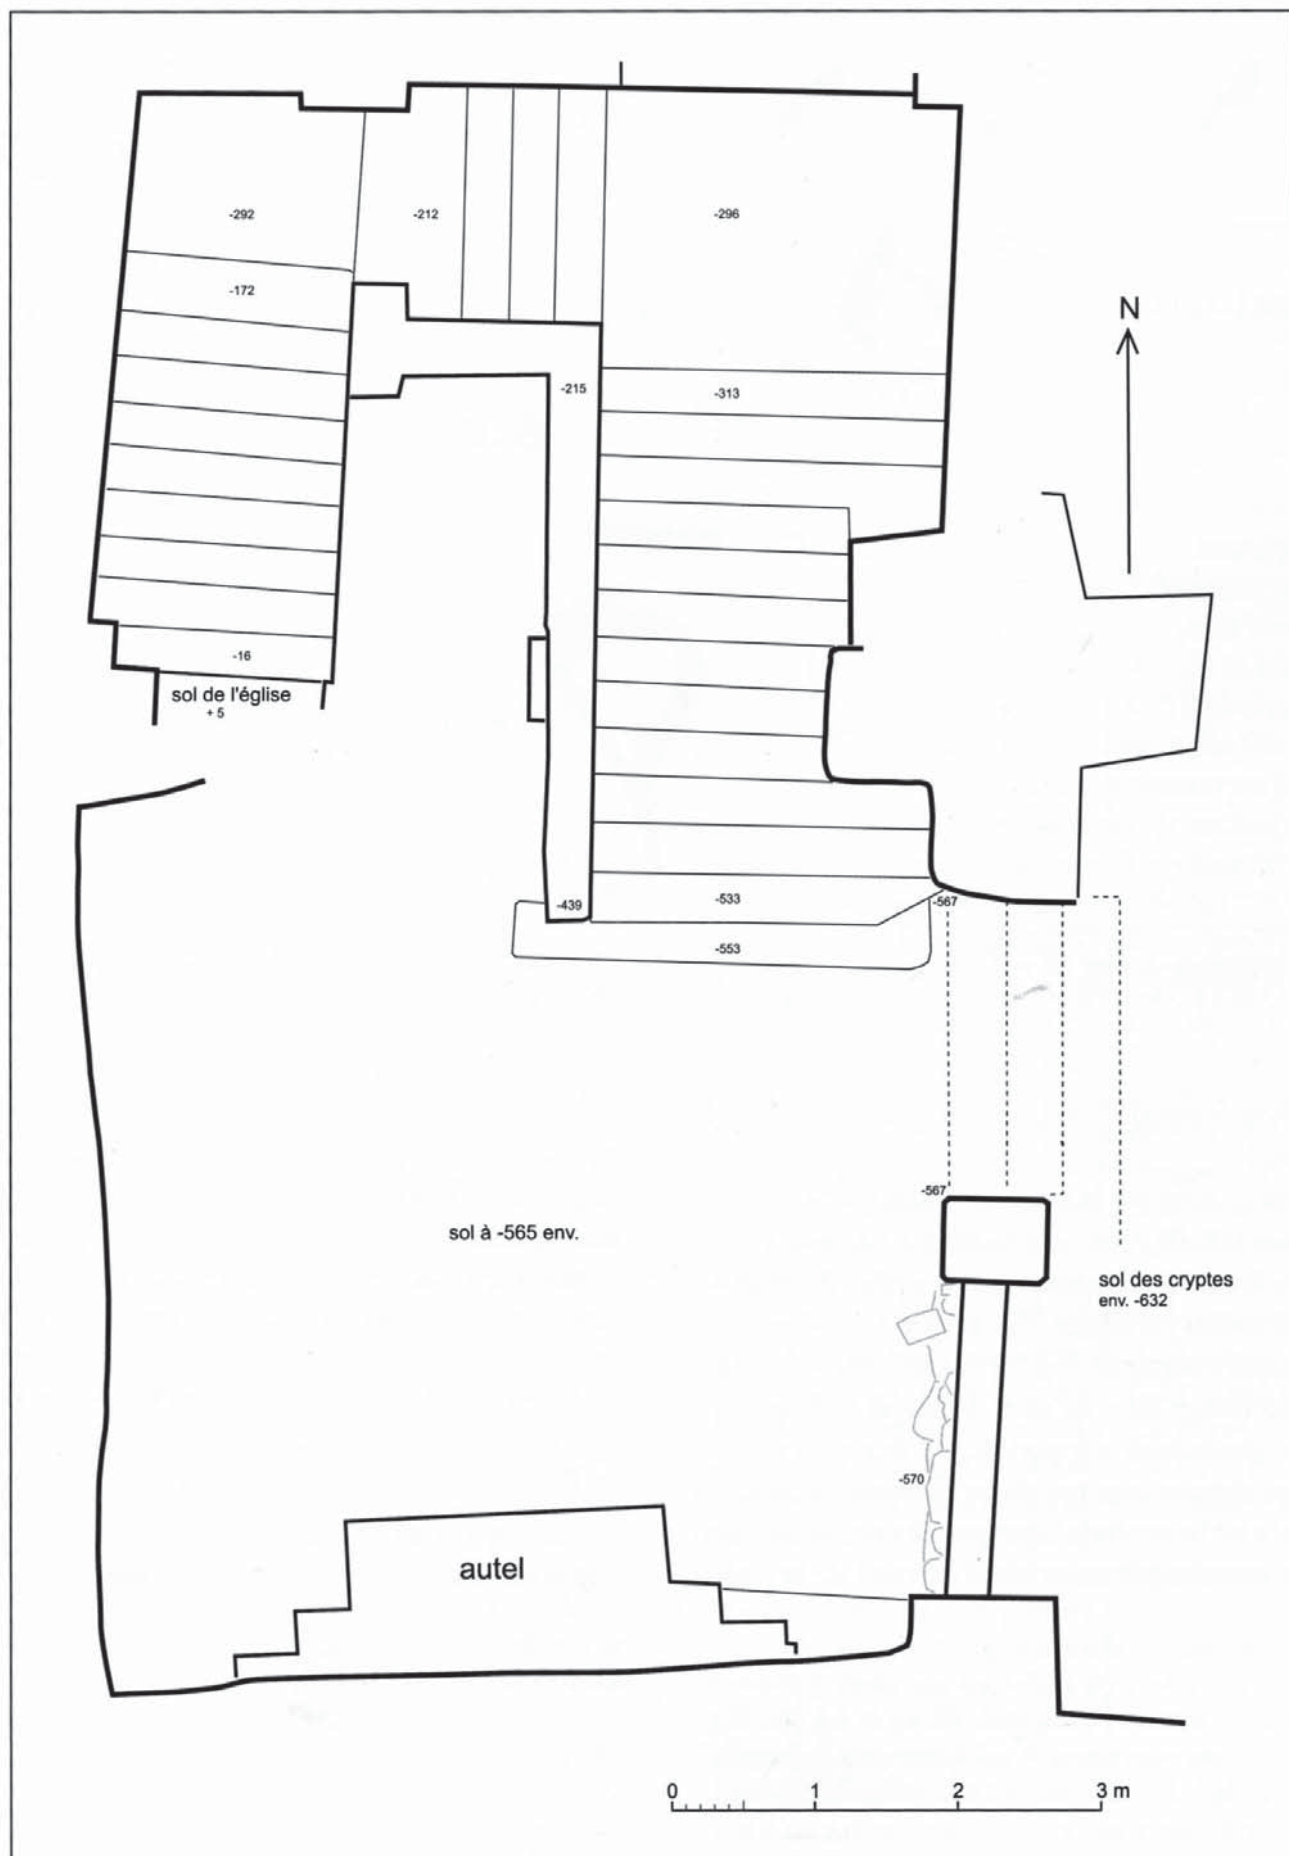 -292
-212
-296
-172
N
-215
-313
-16
sol de l'église
+ 5
-439
-533
-567
-553
-567
sol à -565 env.
sol des cryptes
env. -632
-570
autel
0 1 2 3 m